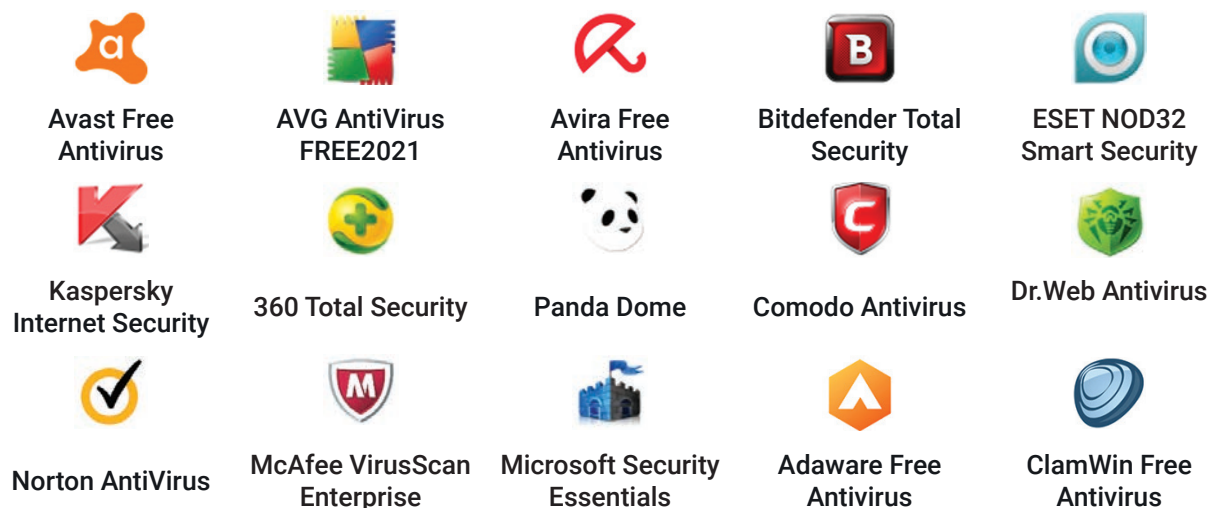 a
Avast Free
Antivirus
AVG AntiVirus
FREE2021
Avira Free
Antivirus
B
Bitdefender Total
Security
ESET NOD32
Smart Security
K
Kaspersky
Internet Security
360 Total Security
Panda Dome
C
Comodo Antivirus
Dr.Web Antivirus
Norton AntiVirus
M
McAfee VirusScan
Enterprise
Microsoft Security
Essentials
Adaware Free
Antivirus
ClamWin Free
Antivirus